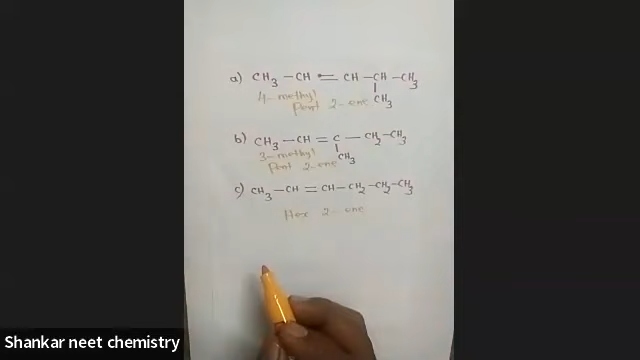 a) CH3 — CH = CH — CH — CH3
CH3
4-methyl
Pent 2-ene
b) CH3 — CH = C — CH2 — CH3
CH3
3-methyl
Pent 2-ene
c) CH3 — CH = CH — CH2 — CH2 — CH3
Hex 2-ene
Shankar neet chemistry